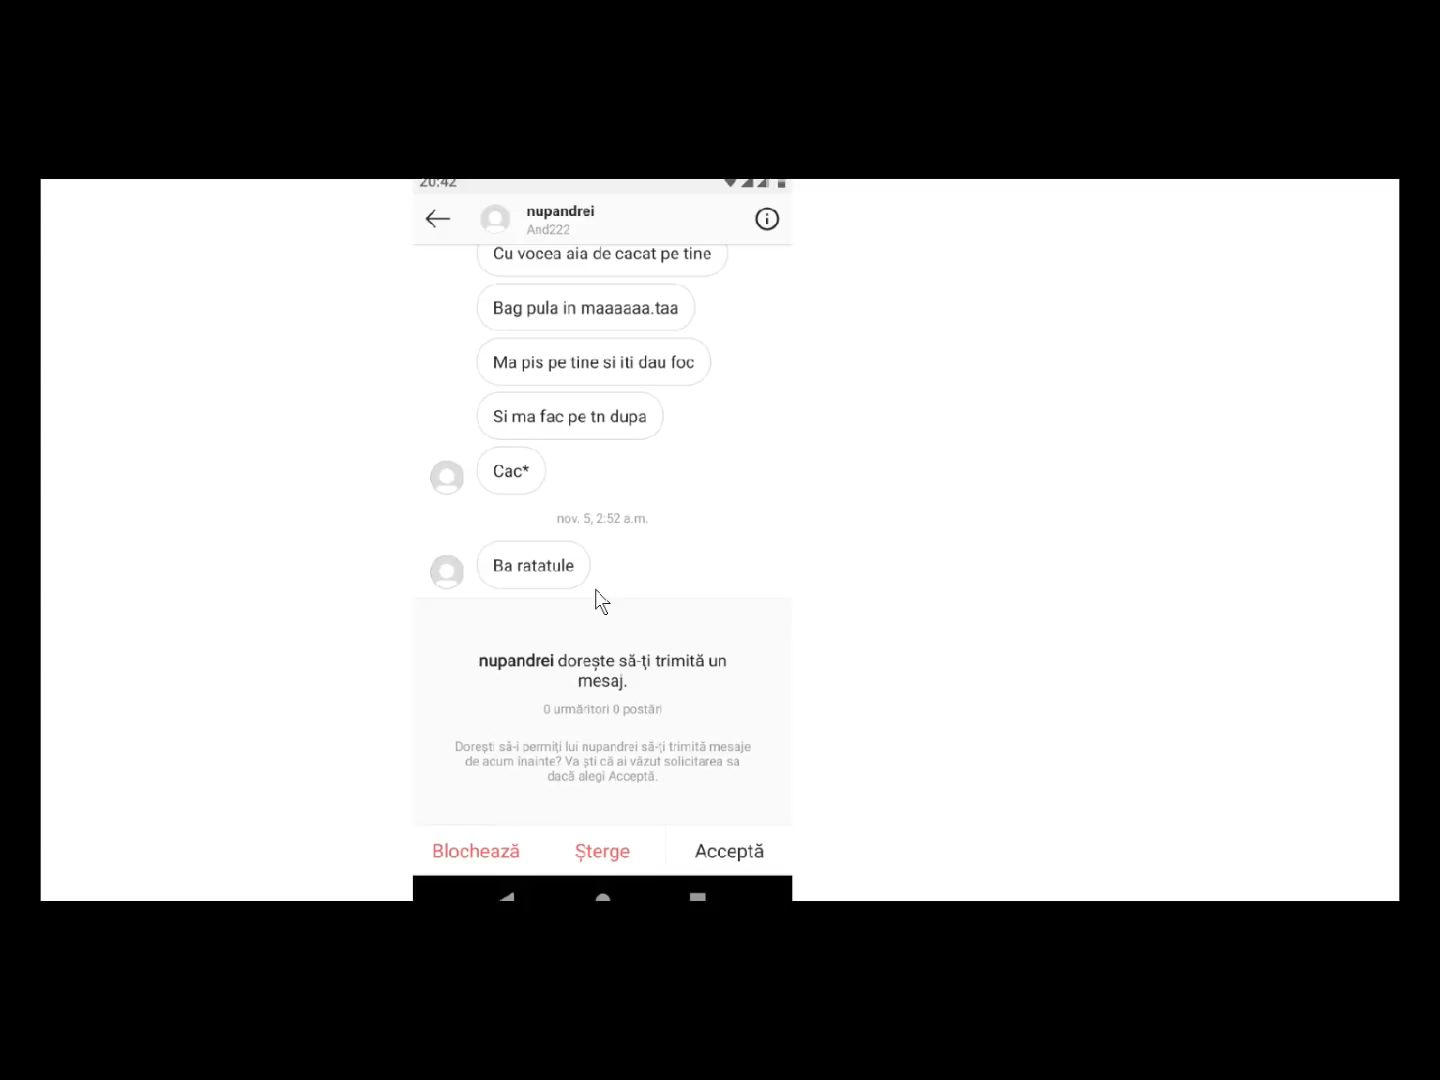 20:42
nupandrei
And222
Cu vocea aia de cacat pe tine
Bag pula in maaaaaa.taa
Ma pis pe tine si iti dau foc
Si ma fac pe tn dupa
Cac*
nov. 5, 2:52 a.m.
Ba ratatule
nupandrei dorește să-ți trimită un
mesaj.
0 urmăritori 0 postări
Dorești să-i permiți lui nupandrei să-ți trimită mesaje
de acum înainte? Va ști că ai văzut solicitarea sa
dacă alegi Acceptă.
Blochează
Șterge
Acceptă